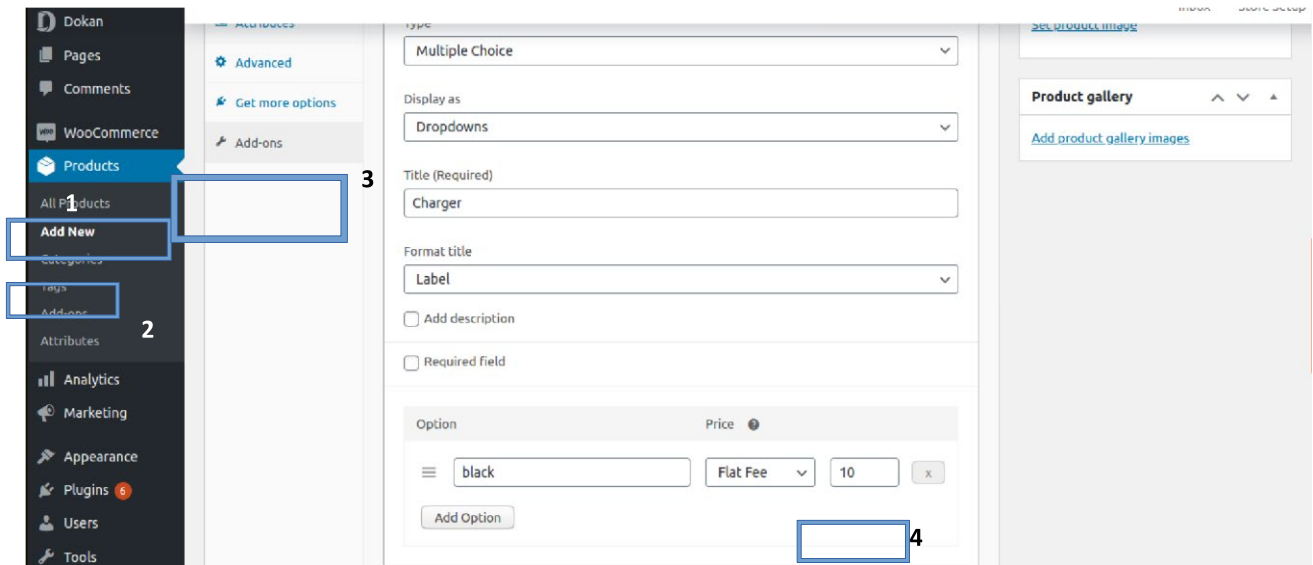 Inbox Store Setup
Dokan
Pages
Comments
WooCommerce
Products
1
All Products
Add New
Categories
Tags
Add-ons
2
Attributes
Analytics
Marketing
Appearance
Plugins 6
Users
Tools
Attributes
Advanced
Get more options
Add-ons
3
Type
Multiple Choice
Display as
Dropdowns
Title (Required)
Charger
Format title
Label
Add description
Required field
Option Price ?
black Flat Fee 10 x
Add Option
4
Set product image
Product gallery
Add product gallery images